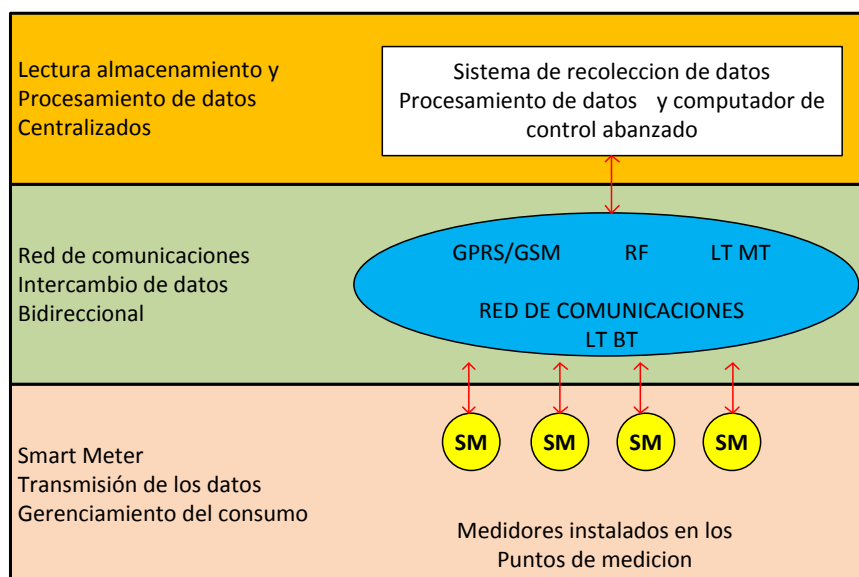 Lectura almacenamiento y
Procesamiento de datos
Centralizados
Sistema de recoleccion de datos
Procesamiento de datos y computador de
control abanzado
Red de comunicaciones
Intercambio de datos
Bidireccional
GPRS/GSM RF LT MT
RED DE COMUNICACIONES
LT BT
SM SM SM SM
Smart Meter
Transmisión de los datos
Gerenciamiento del consumo
Medidores instalados en los
Puntos de medicion